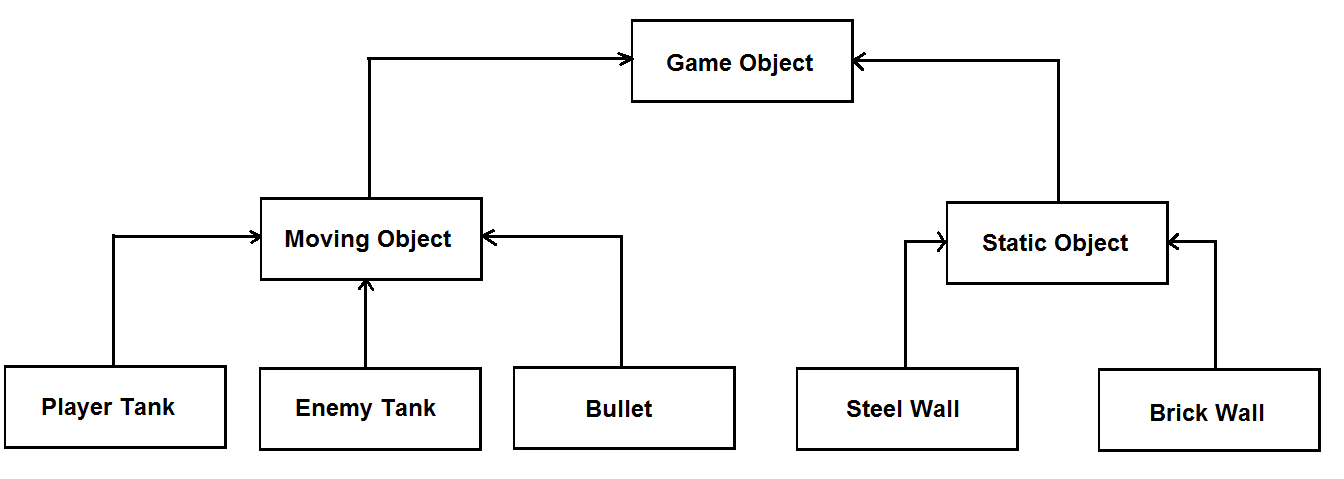 Game Object
Moving Object
Static Object
Player Tank
Enemy Tank
Bullet
Steel Wall
Brick Wall